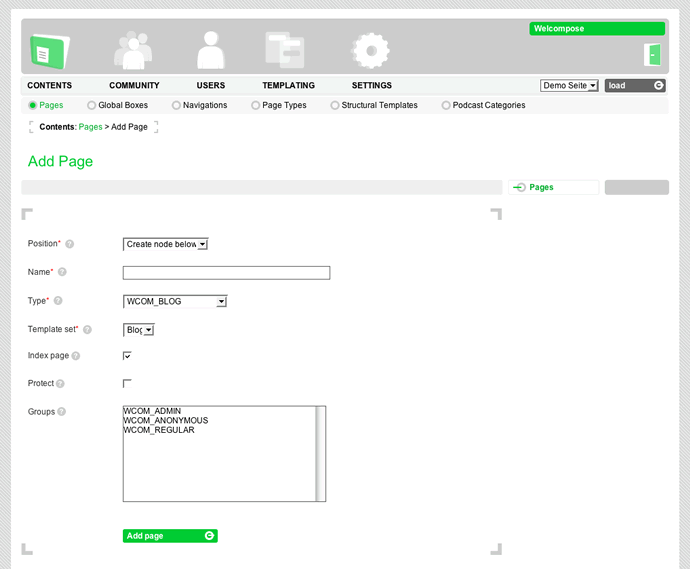 Welcompose
CONTENTS COMMUNITY USERS TEMPLATING SETTINGS Demo Seite load
Pages Global Boxes Navigations Page Types Structural Templates Podcast Categories
Contents: Pages > Add Page
Add Page
Pages
Position* ? Create node below
Name* ?
Type* ? WCOM_BLOG
Template set* ? Blog
Index page ?
Protect ?
Groups ? WCOM_ADMIN
WCOM_ANONYMOUS
WCOM_REGULAR
Add page